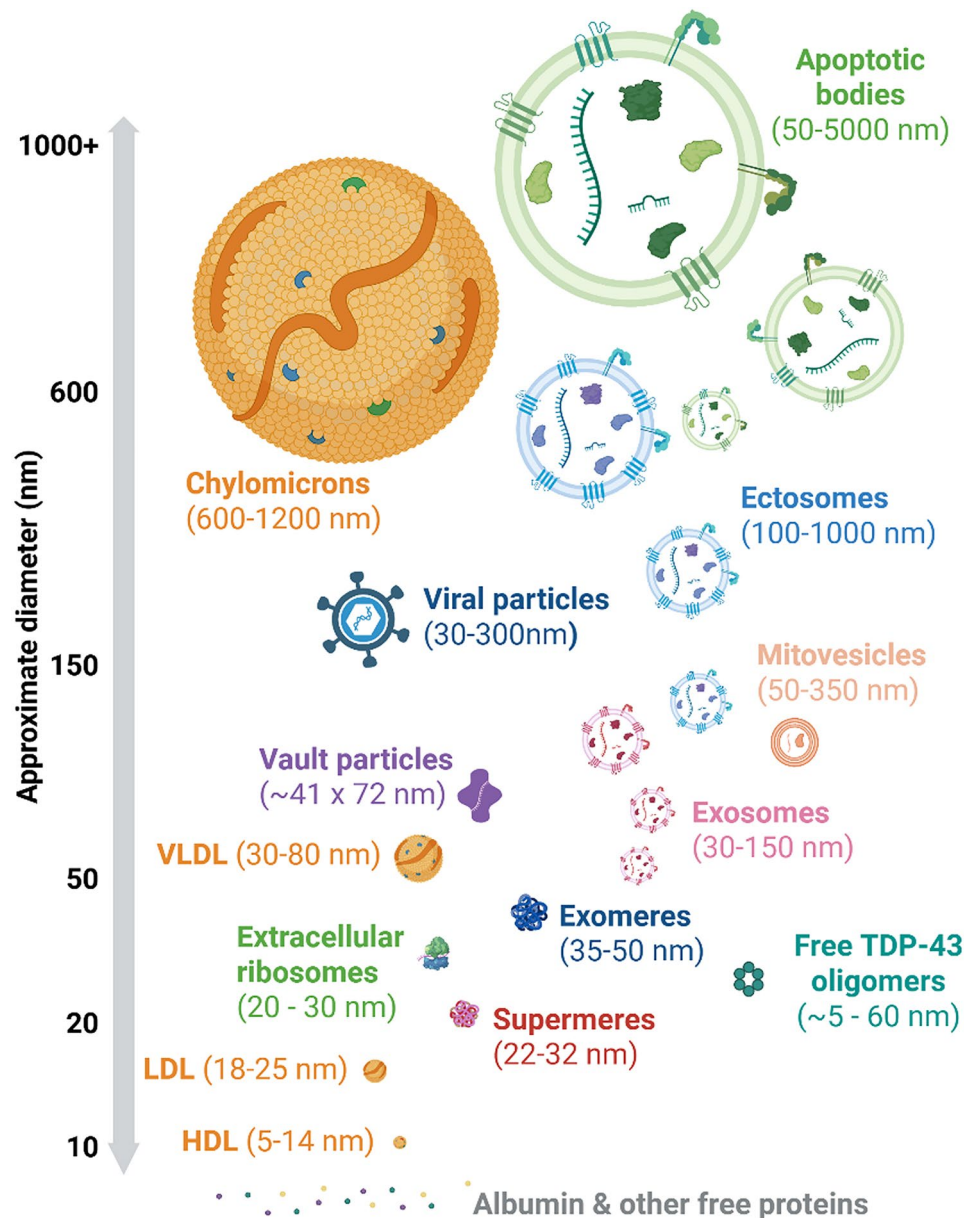 Apoptotic
bodies
(50-5000 nm)
1000+
600
Chylomicrons
(600-1200 nm)
Ectosomes
(100-1000 nm)
Approximate diameter (nm)
Viral particles
(30-300nm)
150
Mitovesicles
(50-350 nm)
Vault particles
(~41 x 72 nm)
Exosomes
(30-150 nm)
VLDL (30-80 nm)
50
Exomeres
(35-50 nm)
Extracellular
ribosomes
(20 - 30 nm)
Free TDP-43
oligomers
(~5 - 60 nm)
20
Supermeres
(22-32 nm)
LDL (18-25 nm)
10
HDL (5-14 nm)
Albumin & other free proteins